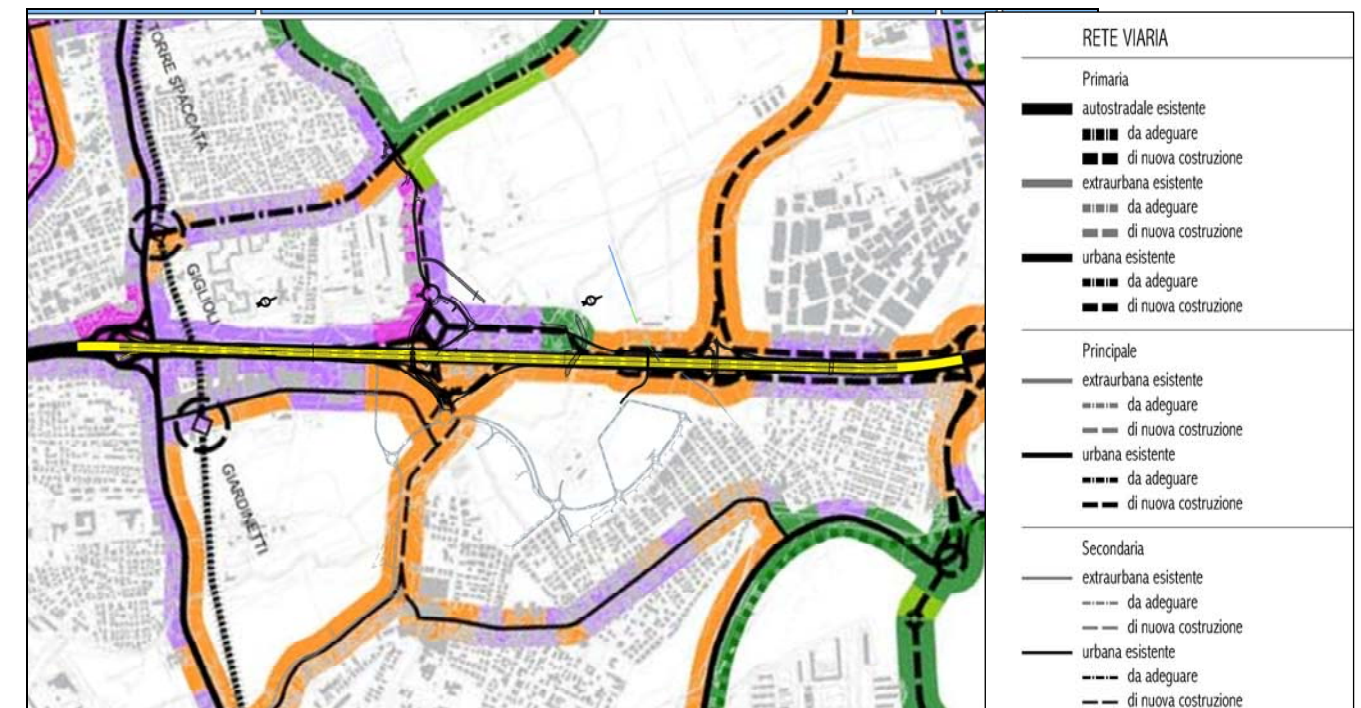 TORRE SPACCATA
GIGLIOLI
GIARDINETTI
RETE VIARIA
Primaria
autostradale esistente
da adeguare
di nuova costruzione
extraurbana esistente
da adeguare
di nuova costruzione
urbana esistente
da adeguare
di nuova costruzione
Principale
extraurbana esistente
da adeguare
di nuova costruzione
urbana esistente
da adeguare
di nuova costruzione
Secondaria
extraurbana esistente
da adeguare
di nuova costruzione
urbana esistente
da adeguare
di nuova costruzione